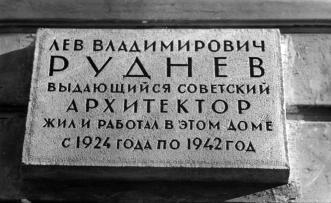 ЛЕВ ВЛАДИМИРОВИЧ
РУДНЕВ
ВЫДАЮЩИЙСЯ СОВЕТСКИЙ
АРХИТЕКТОР
ЖИЛ И РАБОТАЛ В ЭТОМ ДОМЕ
С 1924 ГОДА ПО 1942 ГОД